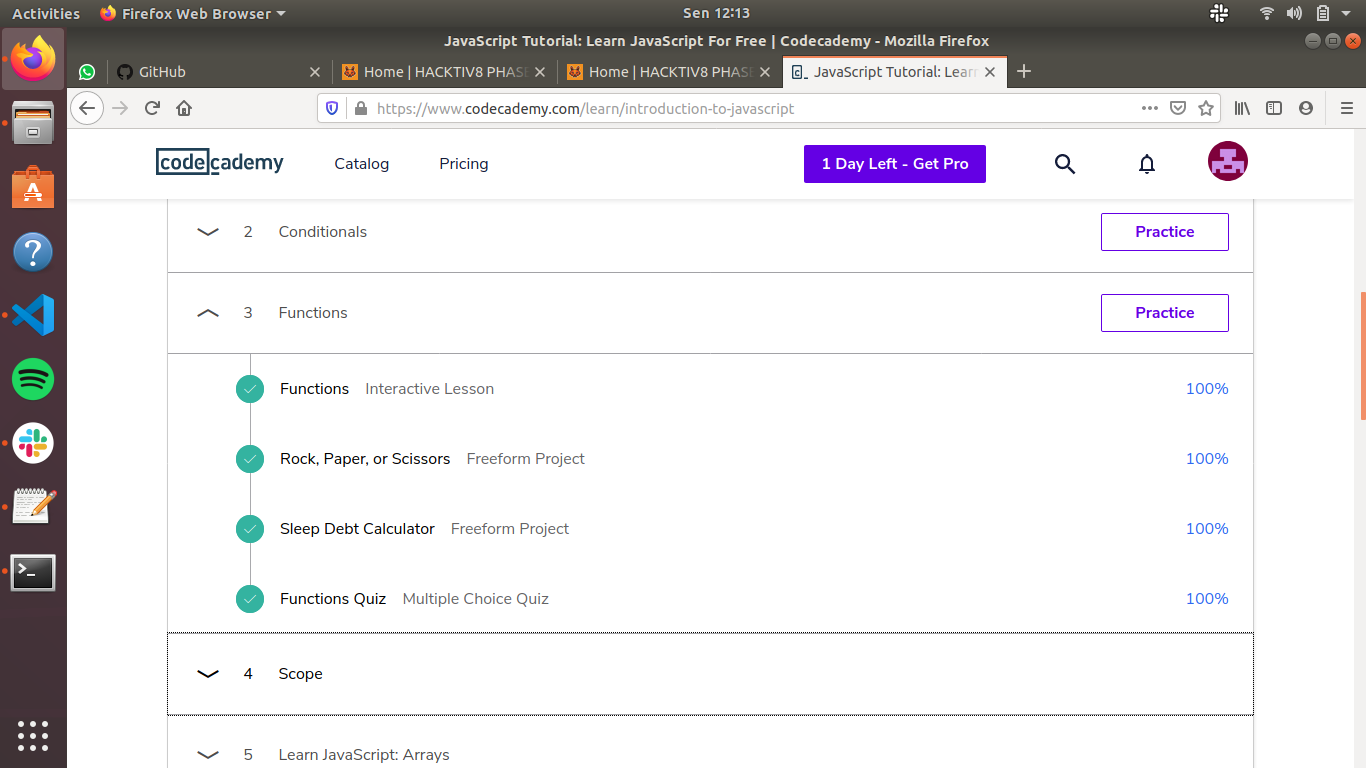 Activities Firefox Web Browser Sen 12:13
JavaScript Tutorial: Learn JavaScript For Free | Codecademy - Mozilla Firefox
GitHub Home | HACKTIV8 PHAS Home | HACKTIV8 PHAS JavaScript Tutorial: Lear
https://www.codecademy.com/learn/introduction-to-javascript
codecademy Catalog Pricing 1 Day Left - Get Pro
2 Conditionals Practice
3 Functions Practice
Functions Interactive Lesson 100%
Rock, Paper, or Scissors Freeform Project 100%
Sleep Debt Calculator Freeform Project 100%
Functions Quiz Multiple Choice Quiz 100%
4 Scope
5 Learn JavaScript: Arrays